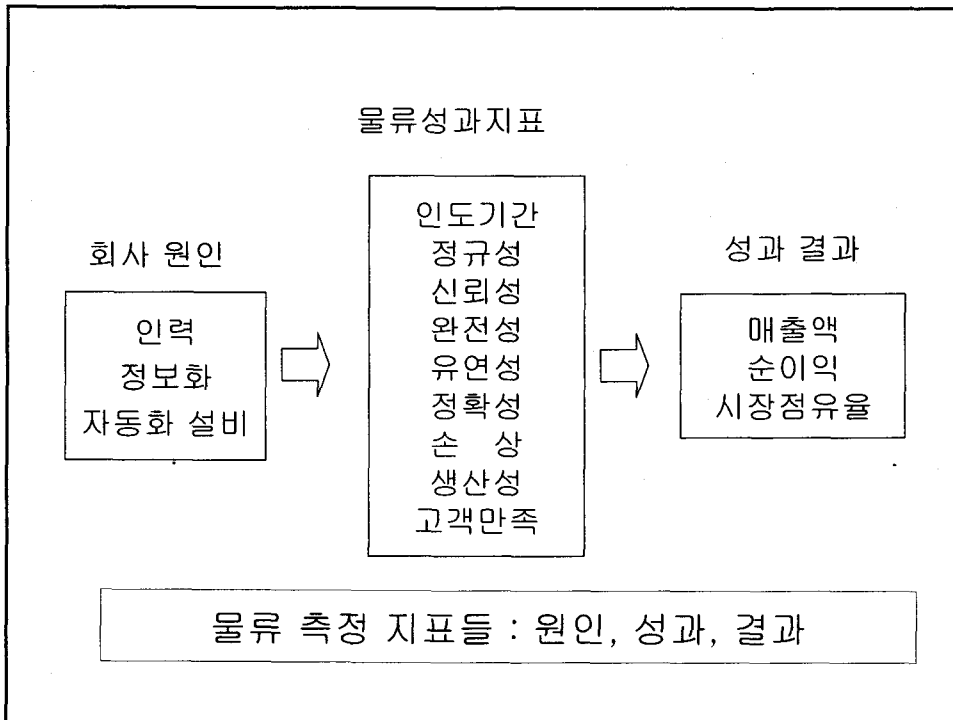 물류성과지표
회사 원인
인력
정보화
자동화 설비
인도기간
정규성
신뢰성
완전성
유연성
정확성
손 상
생산성
고객만족
성과 결과
매출액
순이익
시장점유율
물류 측정 지표들 : 원인, 성과, 결과